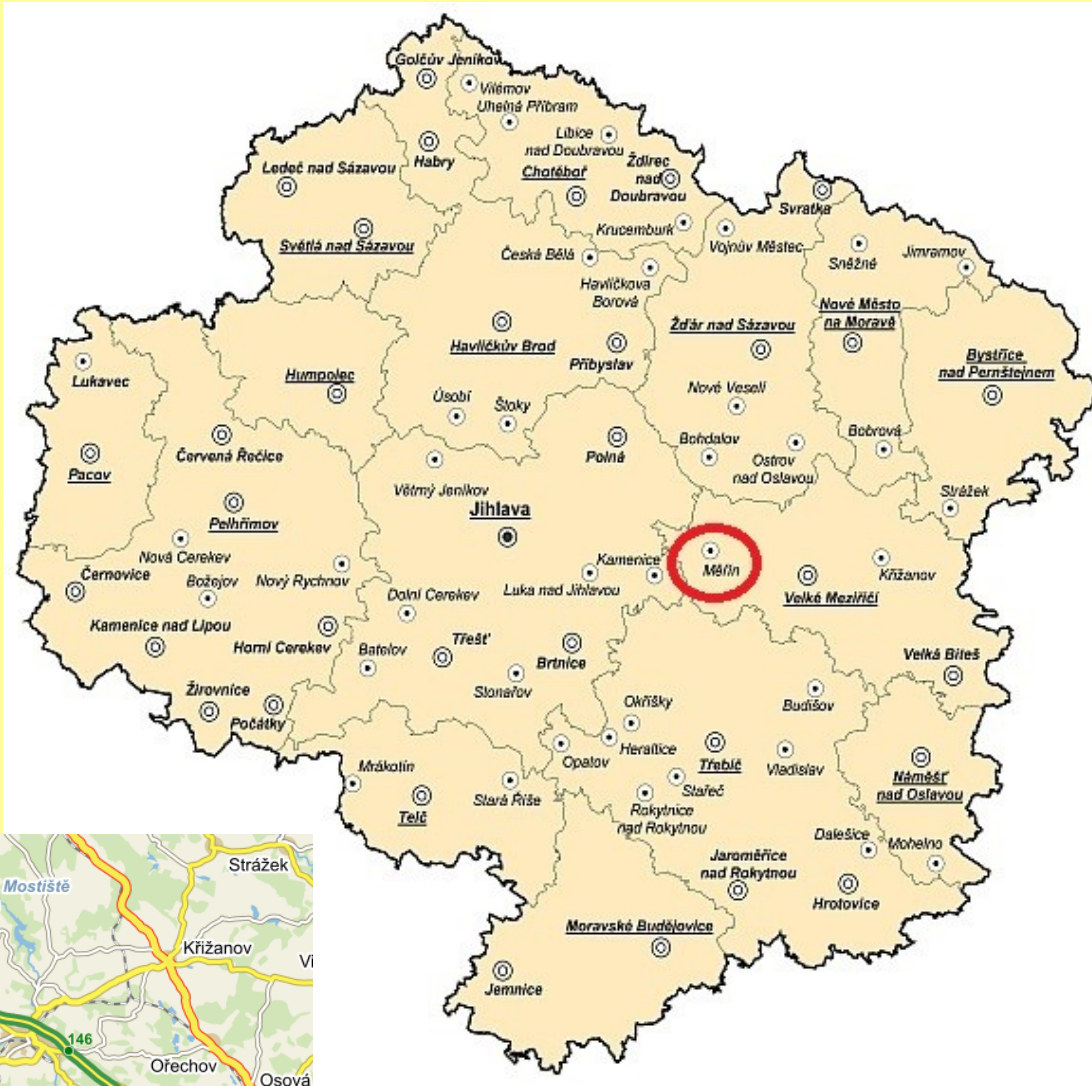 Golčův Jeníkov
Vilémov
Uhelná Příbram
Libice
nad Doubravou
Habry
Ledeč nad Sázavou
Chotěboř
Ždírec
nad
Doubravou
Svratka
Světlá nad Sázavou
Krucemburk
Vojnův Městec
Sněžné
Jimramov
Česká Bělá
Havlíčkova
Borová
Nové Město
na Moravě
Žďár nad Sázavou
Havlíčkův Brod
Přibyslav
Bystřice
nad Pernštejnem
Lukavec
Humpolec
Nové Veselí
Úsobí
Štoky
Bohdalov
Bobrová
Červená Řečice
Polná
Ostrov
nad Oslavou
Pacov
Větrný Jeníkov
Strážek
Jihlava
Pelhřimov
Nová Cerekev
Kamenice
Měřín
Křižanov
Černovice
Božejov
Nový Rychnov
Luka nad Jihlavou
Velké Meziříčí
Dolní Cerekev
Kamenice nad Lipou
Horní Cerekev
Třešť
Batelov
Brtnice
Velká Bíteš
Stonařov
Žirovnice
Počátky
Okříšky
Budišov
Heraltice
Opatov
Třebíč
Vladislav
Mrákotín
Stará Říše
Stařeč
Náměšť
nad Oslavou
Telč
Rokytnice
nad Rokytnou
Dalešice
Mohelno
Jaroměřice
nad Rokytnou
Hrotovice
Moravské Budějovice
Jemnice
Strážek
Mostiště
Křižanov
Ví
146
Ořechov
Osová